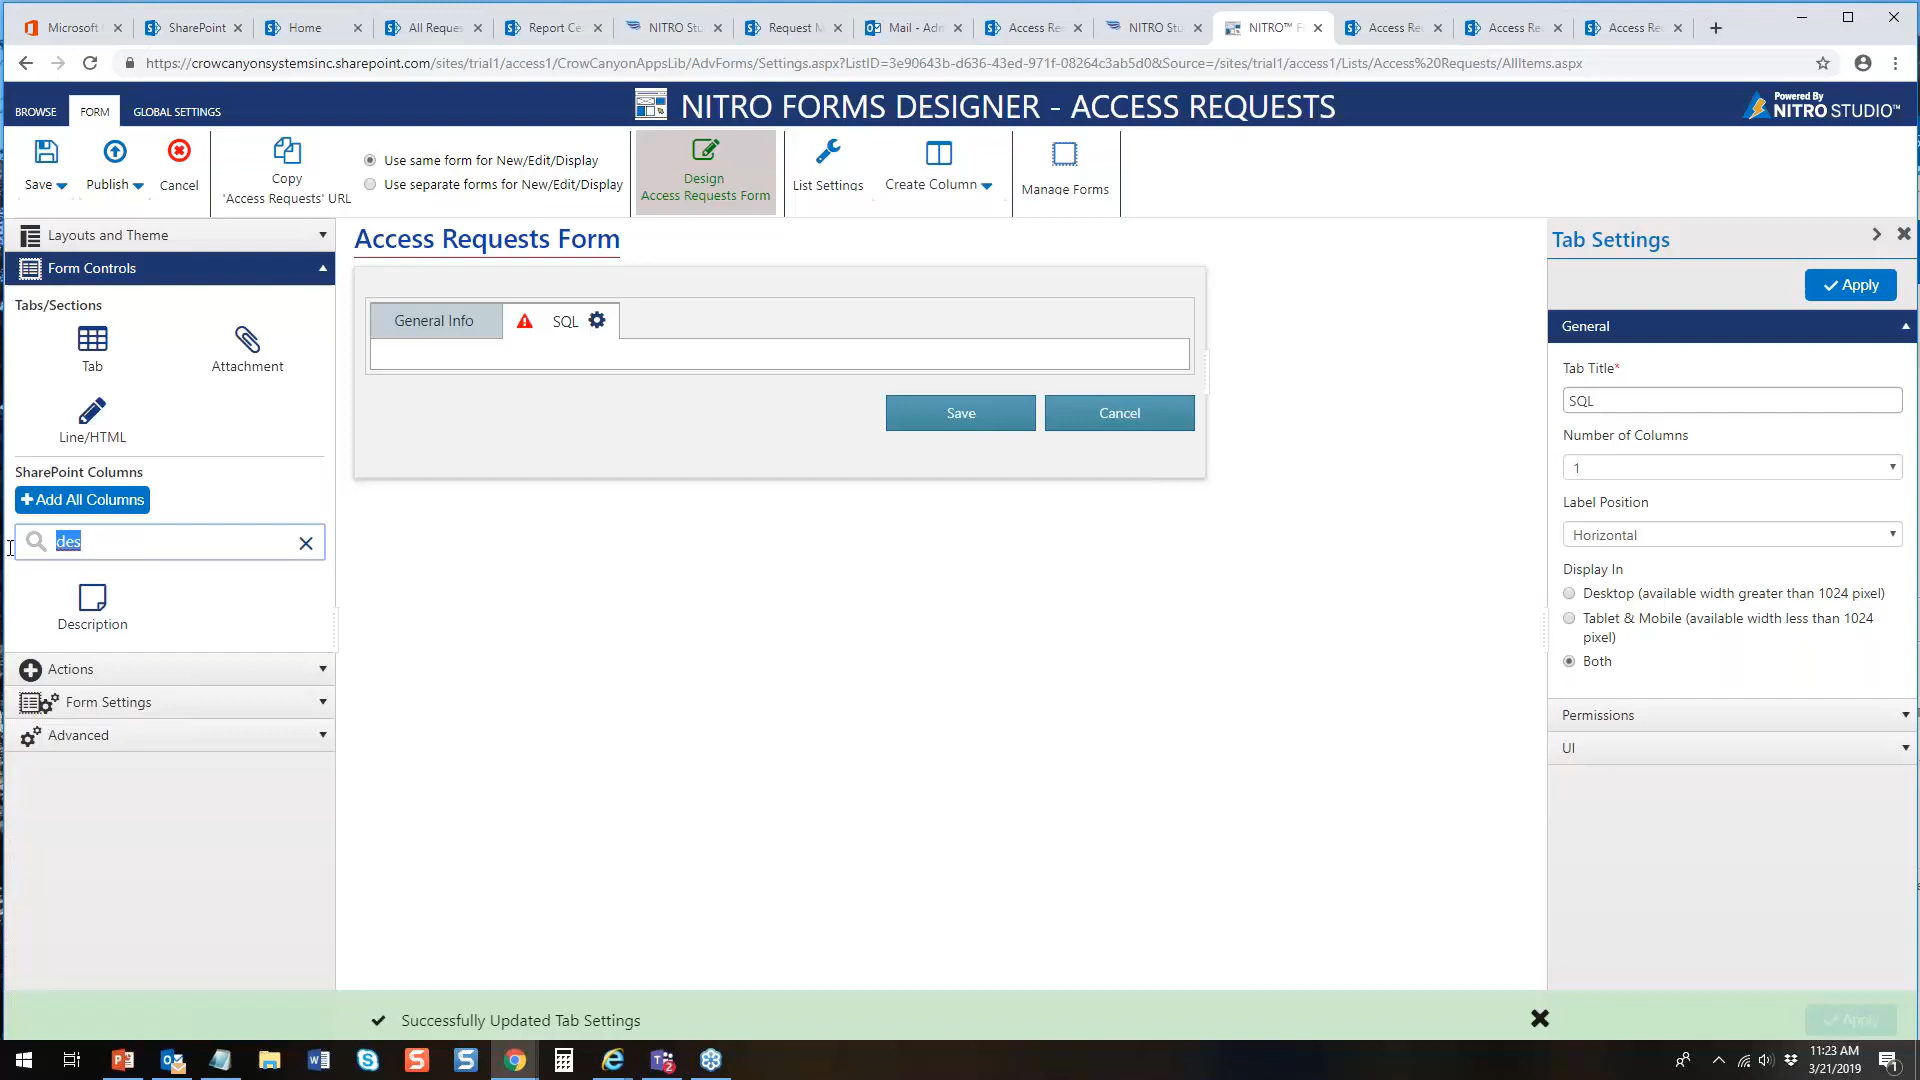 Microsoft
SharePoint
Home
All Reques
Report Ce
NITRO Stu
Request M
Mail - Adm
Access Re
NITRO Stu
NITRO™ F
Access Re
Access Re
Access Re
https://crowcanyonsystemsinc.sharepoint.com/sites/trial1/access1/CrowCanyonAppsLib/AdvForms/Settings.aspx?ListID=3e90643b-d636-43ed-971f-08264c3ab5d0&Source=/sites/trial1/access1/Lists/Access%20Requests/AllItems.aspx
BROWSE
FORM
GLOBAL SETTINGS
NITRO FORMS DESIGNER - ACCESS REQUESTS
Powered By
NITRO STUDIO™
Save
Publish
Cancel
Copy
'Access Requests' URL
Use same form for New/Edit/Display
Use separate forms for New/Edit/Display
Design
Access Requests Form
List Settings
Create Column
Manage Forms
Layouts and Theme
Form Controls
Tabs/Sections
Tab
Attachment
Line/HTML
SharePoint Columns
+ Add All Columns
des
Description
Actions
Form Settings
Advanced
Access Requests Form
General Info
SQL
Save
Cancel
Tab Settings
Apply
General
Tab Title*
SQL
Number of Columns
1
Label Position
Horizontal
Display In
Desktop (available width greater than 1024 pixel)
Tablet & Mobile (available width less than 1024
pixel)
Both
Permissions
UI
Successfully Updated Tab Settings
Apply
11:23 AM
3/21/2019